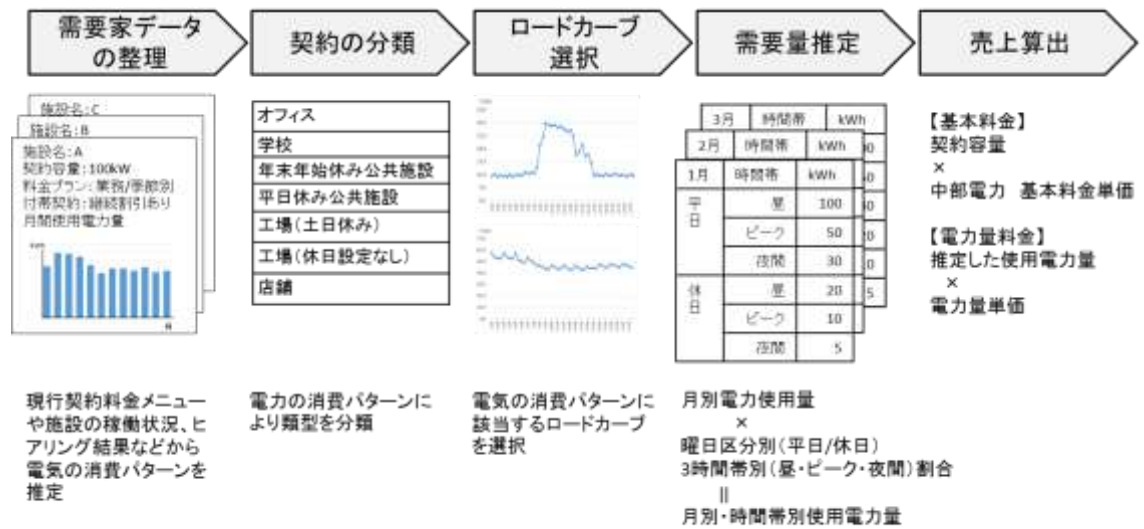 需要家データ
の整理
契約の分類
ロードカーブ
選択
需要量推定
売上算出
施設名:C
施設名:B
施設名:A
契約容量:100kW
料金プラン:業務/季節別
付帯契約:継続割引あり
月間使用電力量
月
オフィス
学校
年末年始休み公共施設
平日休み公共施設
工場(土日休み)
工場(休日設定なし)
店舗
3月 時間帯 kWh
2月 時間帯 kWh
1月 時間帯 kWh
平日
昼 100
ピーク 50
夜間 30
休日
昼 20
ピーク 10
夜間 5
【基本料金】
契約容量
×
中部電力 基本料金単価
【電力量料金】
推定した使用電力量
×
電力量単価
現行契約料金メニュー
や施設の稼働状況、ヒ
アリング結果などから
電気の消費パターンを
推定
電力の消費パターンに
より類型を分類
電気の消費パターンに
該当するロードカーブ
を選択
月別電力使用量
×
曜日区分別(平日/休日)
3時間帯別(昼・ピーク・夜間)割合
||
月別・時間帯別使用電力量